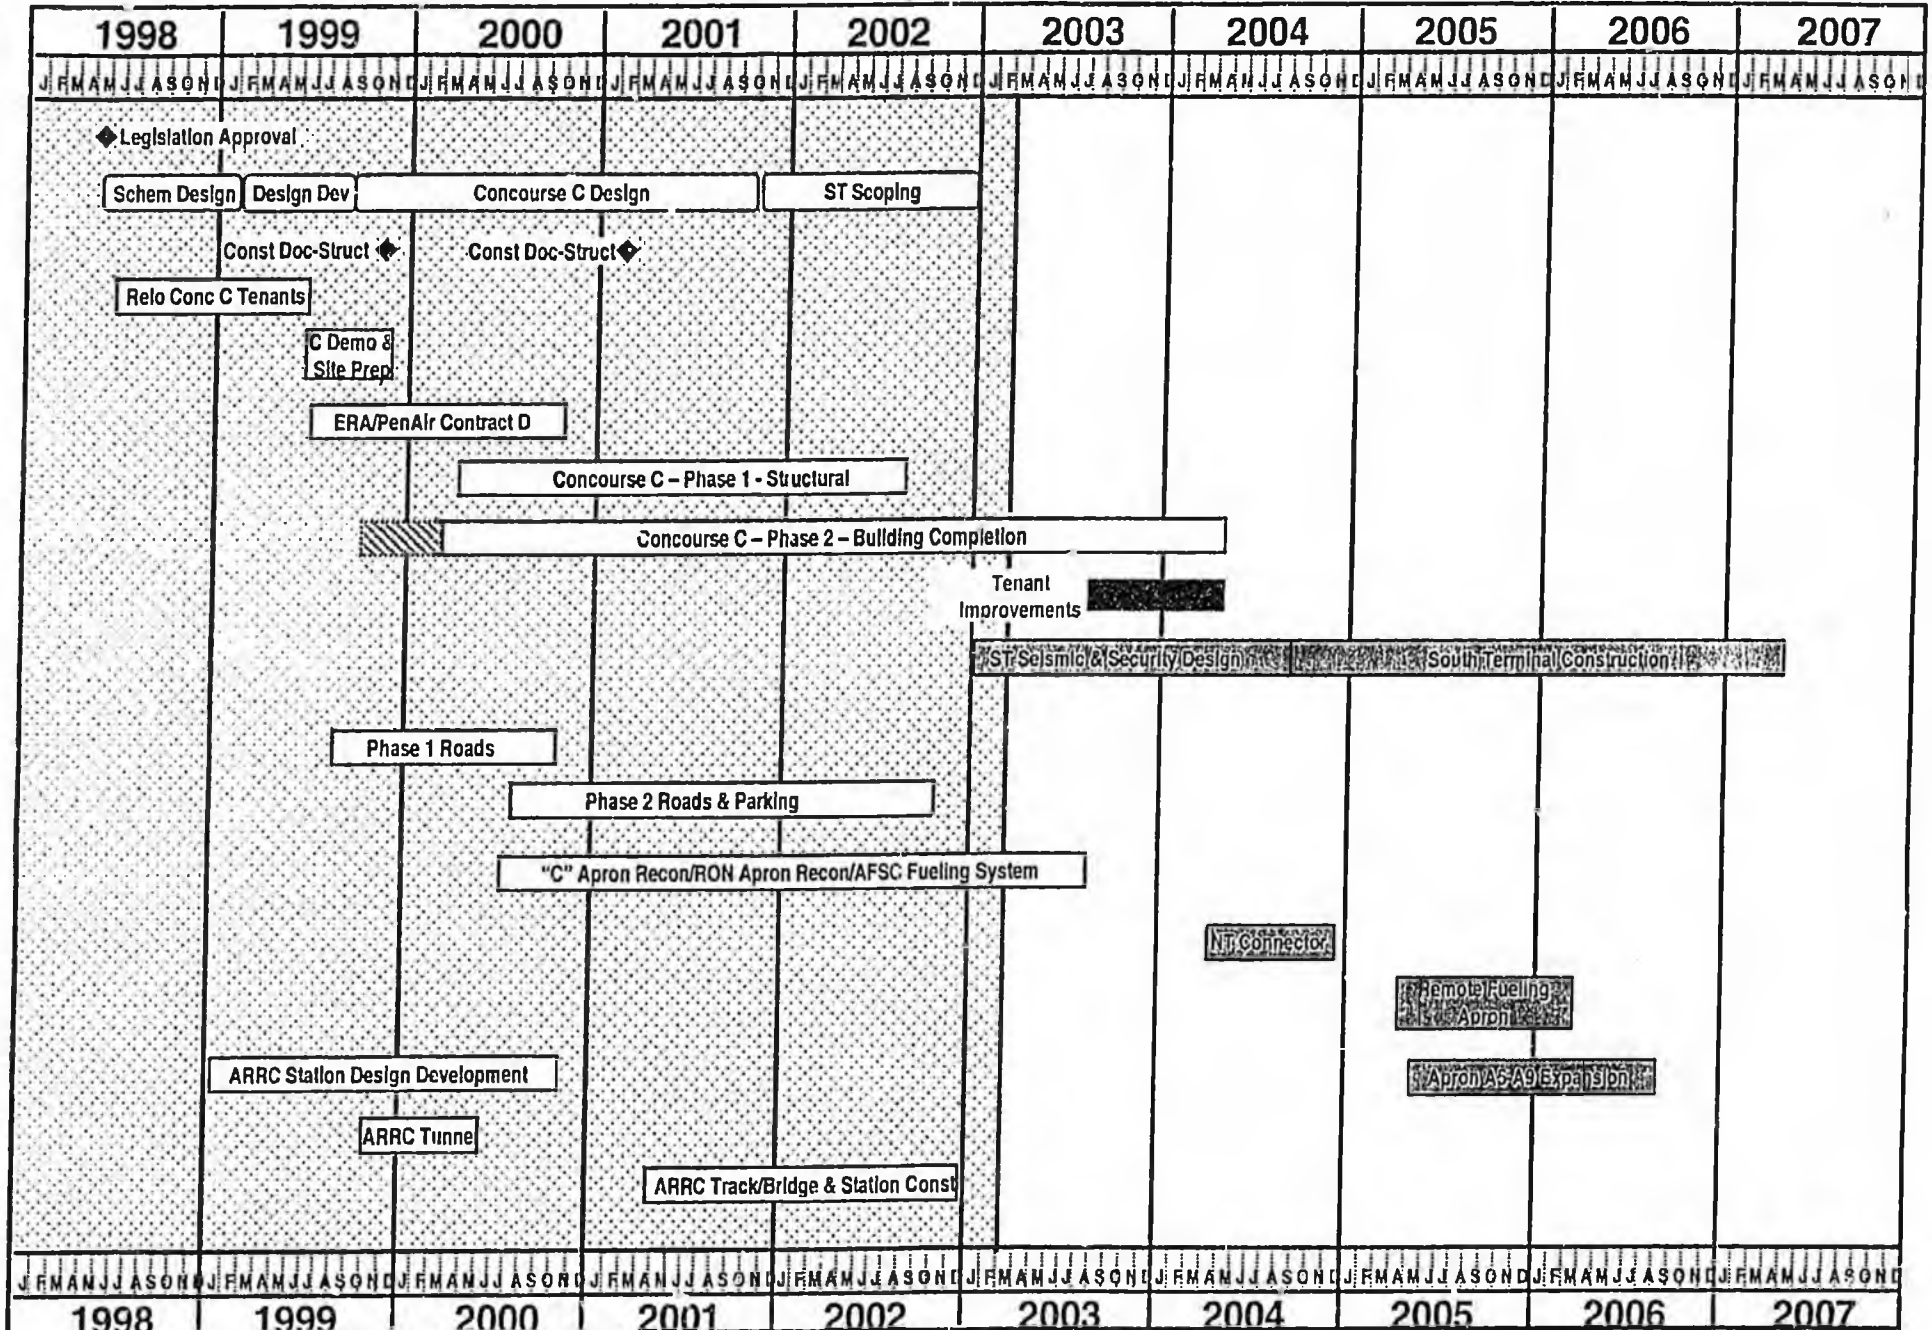 1998 1999 2000 2001 2002 2003 2004 2005 2006 2007
J F M A M J J A S O N D J F M A M J J A S O N D J F M A M J J A S O N D J F M A M J J A S O N D J F M A M J J A S O N D J F M A M J J A S O N D J F M A M J J A S O N D J F M A M J J A S O N D J F M A M J J A S O N D J F M A M J J A S O N D
Legislation Approval
Schem Design Design Dev Concourse C Design ST Scoping
Const Doc-Struct Const Doc-Struct
Relo Conc C Tenants
C Demo &
Site Prep
ERA/PenAir Contract D
Concourse C – Phase 1 - Structural
Concourse C – Phase 2 – Building Completion
Tenant
Improvements
ST Seismic & Security Design South Terminal Construction
Phase 1 Roads
Phase 2 Roads & Parking
"C" Apron Recon/RON Apron Recon/AFSC Fueling System
NT Connector
Remote Fueling
Apron
ARRC Station Design Development Apron A5-A9 Expansion
ARRC Tunnel
ARRC Track/Bridge & Station Const
J F M A M J J A S O N D J F M A M J J A S O N D J F M A M J J A S O N D J F M A M J J A S O N D J F M A M J J A S O N D J F M A M J J A S O N D J F M A M J J A S O N D J F M A M J J A S O N D J F M A M J J A S O N D J F M A M J J A S O N D
1998 1999 2000 2001 2002 2003 2004 2005 2006 2007